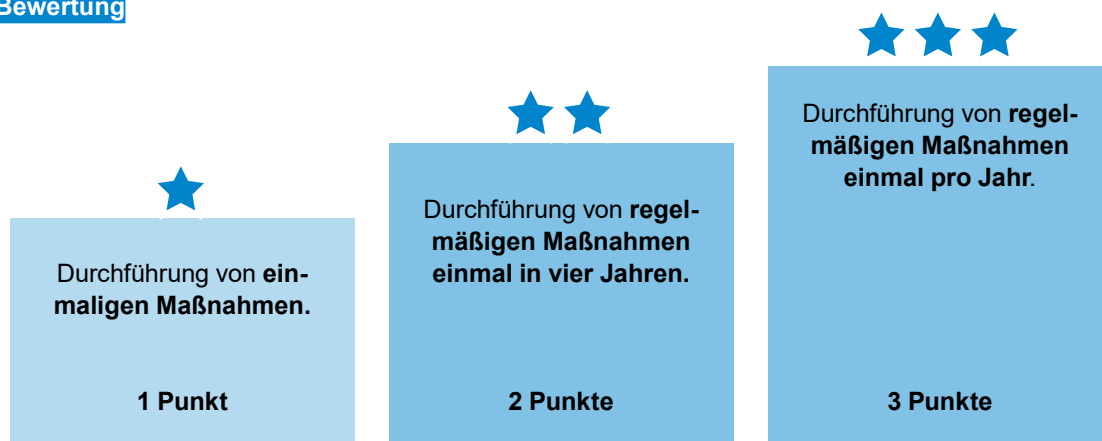 Bewertung
Durchführung von ein-
maligen Maßnahmen.
1 Punkt
Durchführung von regel-
mäßigen Maßnahmen
einmal in vier Jahren.
2 Punkte
Durchführung von regel-
mäßigen Maßnahmen
einmal pro Jahr.
3 Punkte